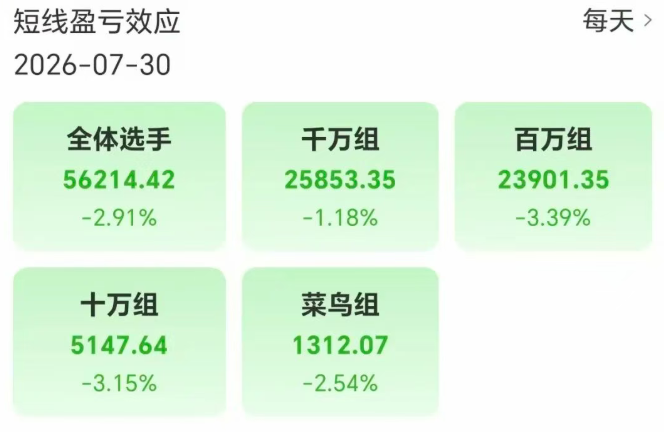 短线盈亏效应
每天 >
2026-07-30
全体选手
56214.42
-2.91%
千万组
25853.35
-1.18%
百万组
23901.35
-3.39%
十万组
5147.64
-3.15%
菜鸟组
1312.07
-2.54%